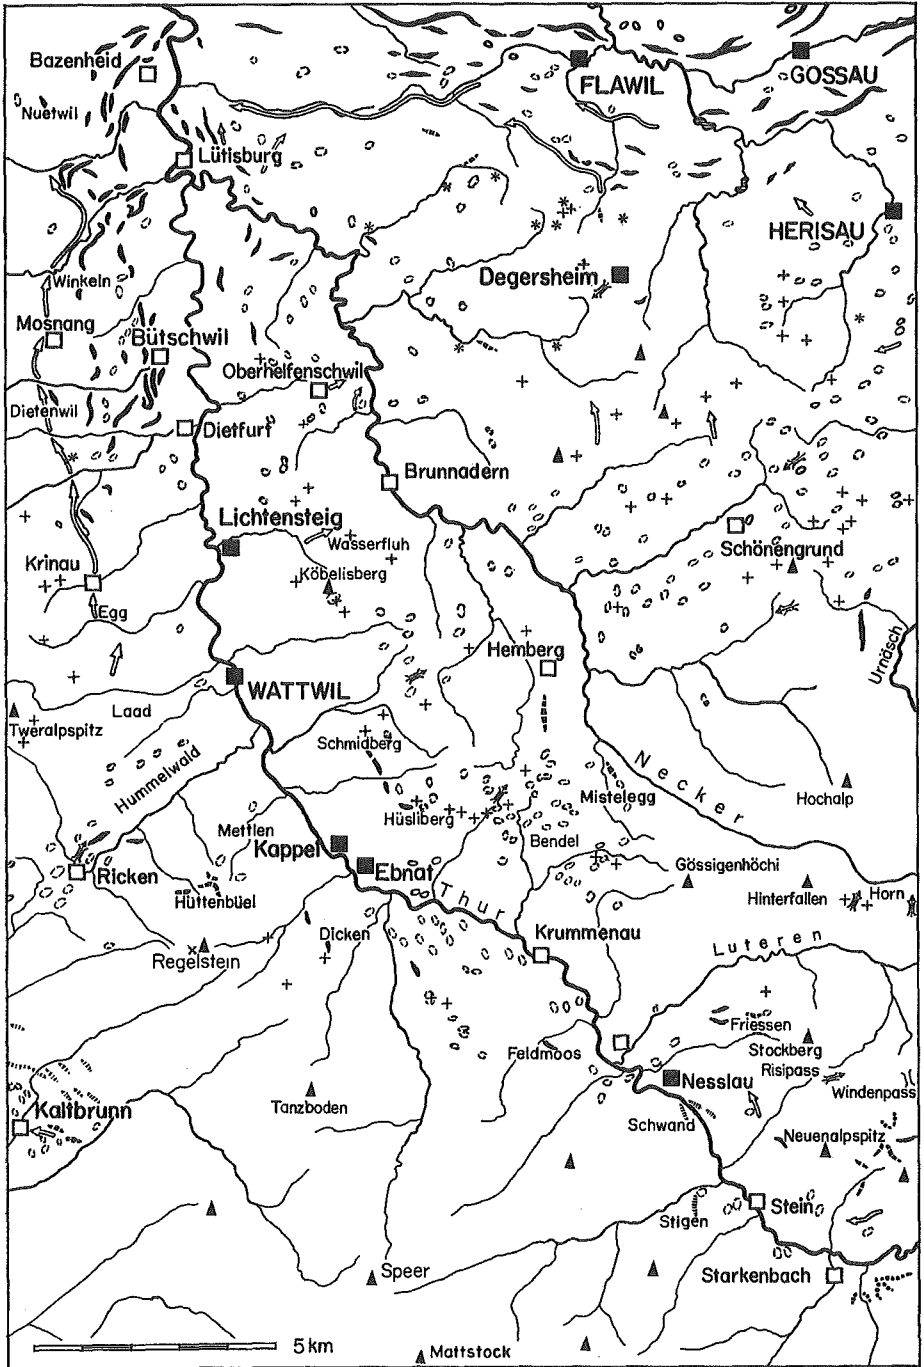 Bazenheid
FLAWIL
GOSSAU
Nuetwil
Lütisburg
HERISAU
Degersheim
Winkeln
Mosnang
Bütschwil
Oberhelfenschwil
Dietenwil
Dietfurt
Brunnadern
Lichtensteig
Wasserfluh
Schönengrund
Krinau
Köbelisberg
Egg
Urnäsch
Hemberg
WATTWIL
Laad
Tweralpspitz
Schmidberg
Hummelwald
Necker
Mistelegg
Hochalp
Hüsliberg
Mettlen
Bendel
Kappel
Ebnat
Gössigenhöchi
Ricken
Thur
Hinterfallen
Horn
Hüttenbüel
Dicken
Krummenau
Luteren
Regelstein
Friessen
Feldmoos
Stockberg
Risipass
Nesslau
Windenpass
Tanzboden
Kaltbrunn
Schwand
Neuenalpspitz
Stein
Stigen
Speer
Starkenbach
5 km
Mattstock